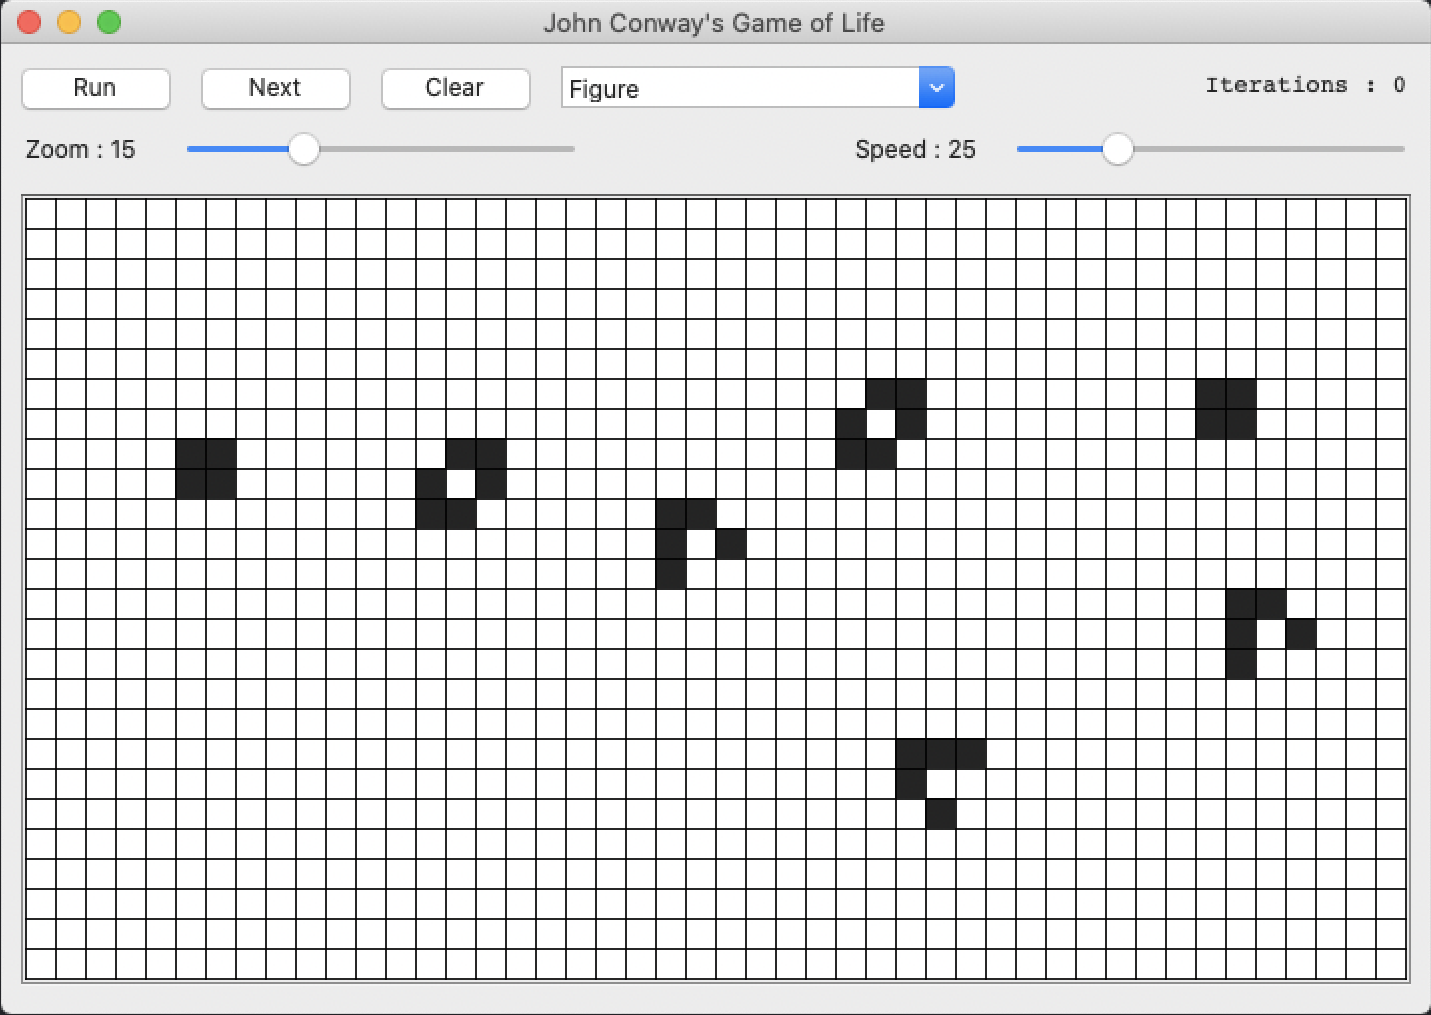 John Conway's Game of Life
Run Next Clear Figure Iterations : 0
Zoom : 15 Speed : 25